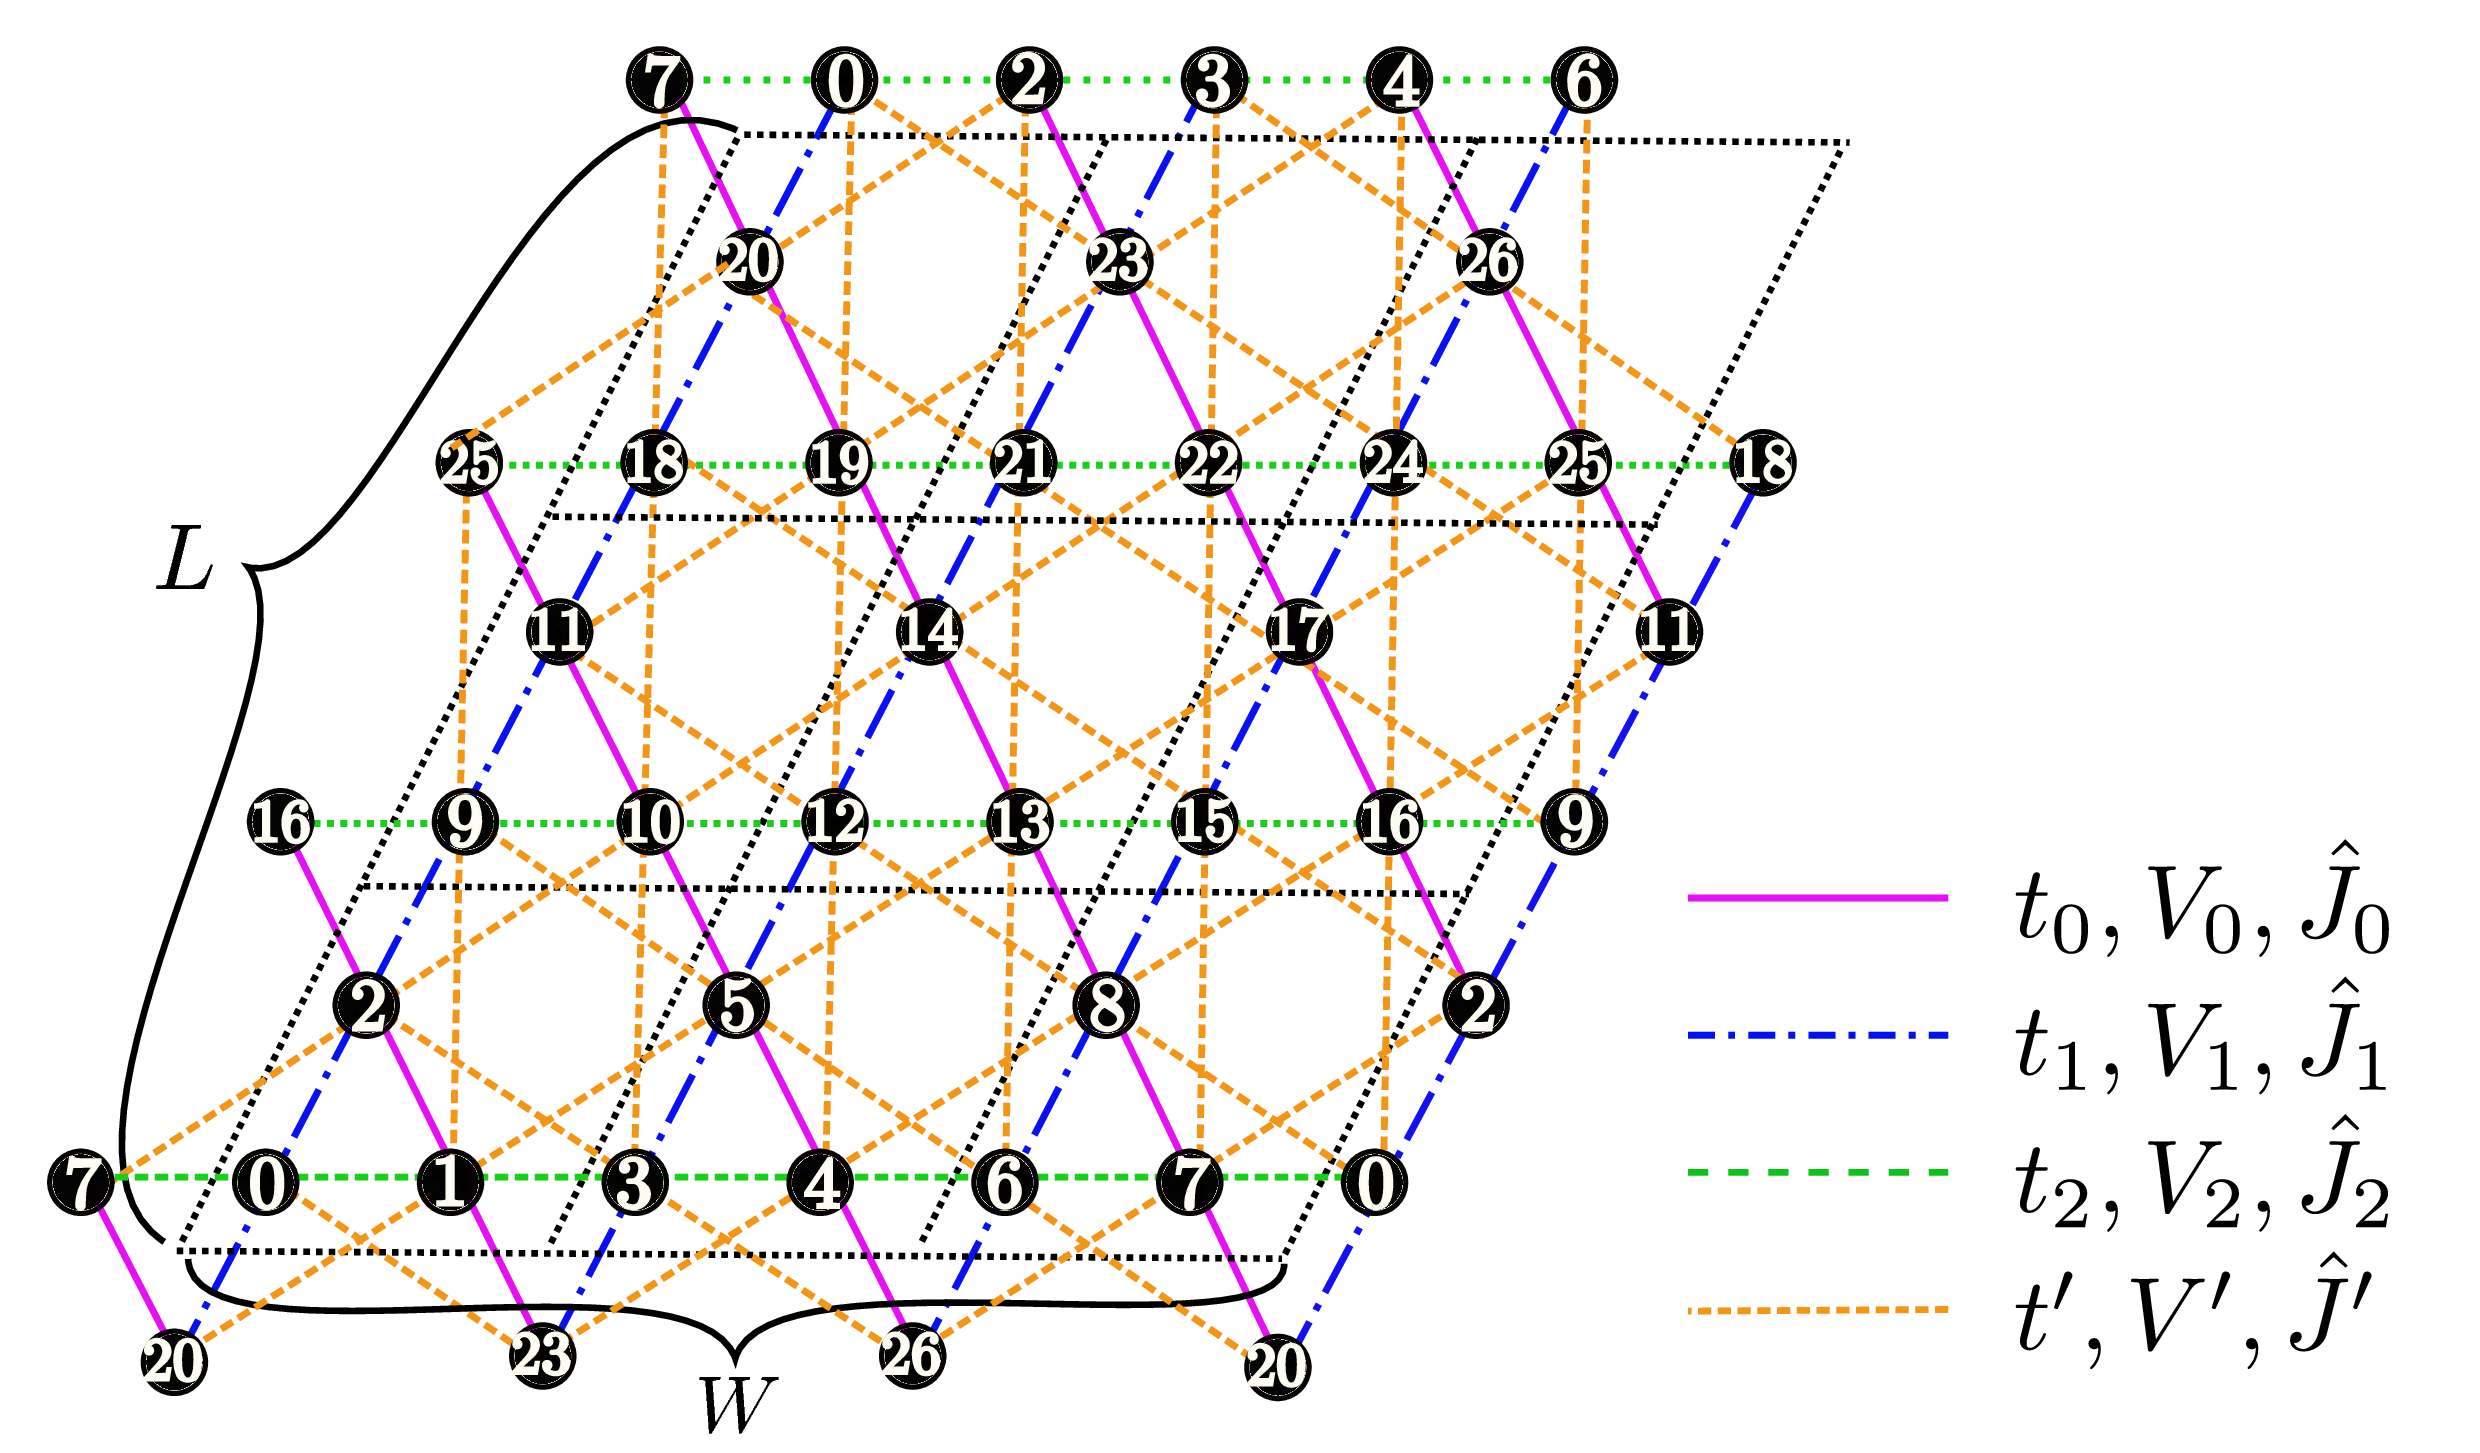 7 0 2 3 4 6
20 23 26
25 18 19 21 22 24 25 18
L
11 14 17 11
16 9 10 12 13 15 16 9
2 5 8 2
7 0 1 3 4 6 7 0
20 23 26 20
W
t₀, V₀, Ĵ₀
t₁, V₁, Ĵ₁
t₂, V₂, Ĵ₂
t′, V′, Ĵ′